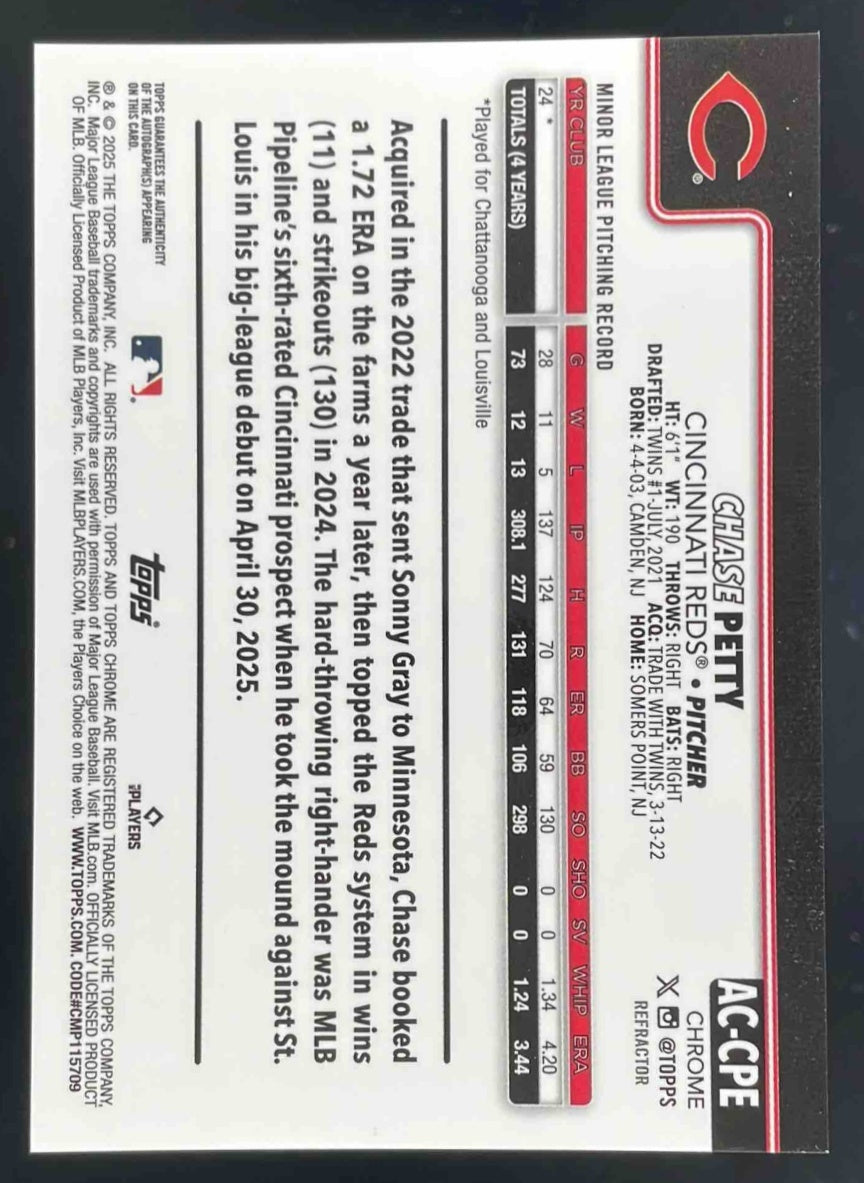 AC-CPE
CHASE PETTY
CINCINNATI REDS® • PITCHER
CHROME
HT: 6'1" WT: 190 THROWS: RIGHT BATS: RIGHT
DRAFTED: TWINS #1-JULY, 2021 ACQ: TRADE WITH TWINS, 3-13-22
BORN: 4-4-03, CAMDEN, NJ HOME: SOMERS POINT, NJ
X @TOPPS
REFRACTOR
C®
MINOR LEAGUE PITCHING RECORD
YR CLUB G W L IP H R ER BB SO SHO SV WHIP ERA
24 * 28 11 5 137 124 70 64 59 130 0 0 1.34 4.20
TOTALS (4 YEARS) 73 12 13 308.1 277 131 118 106 298 0 0 1.24 3.44
*Played for Chattanooga and Louisville
Acquired in the 2022 trade that sent Sonny Gray to Minnesota, Chase booked
a 1.72 ERA on the farms a year later, then topped the Reds system in wins
(11) and strikeouts (130) in 2024. The hard-throwing right-hander was MLB
Pipeline's sixth-rated Cincinnati prospect when he took the mound against St.
Louis in his big-league debut on April 30, 2025.
TOPPS GUARANTEES THE AUTHENTICITY
OF THE AUTOGRAPH(S) APPEARING
ON THIS CARD.
topps®
PLAYERS
® & © 2025 THE TOPPS COMPANY, INC. ALL RIGHTS RESERVED. TOPPS AND TOPPS CHROME ARE REGISTERED TRADEMARKS OF THE TOPPS COMPANY,
INC. Major League Baseball trademarks and copyrights are used with permission of Major League Baseball. Visit MLB.com. OFFICIALLY LICENSED PRODUCT
OF MLB. Officially Licensed Product of MLB Players, Inc. Visit MLBPLAYERS.COM, the Players Choice on the web. WWW.TOPPS.COM. CODE#CMP115709